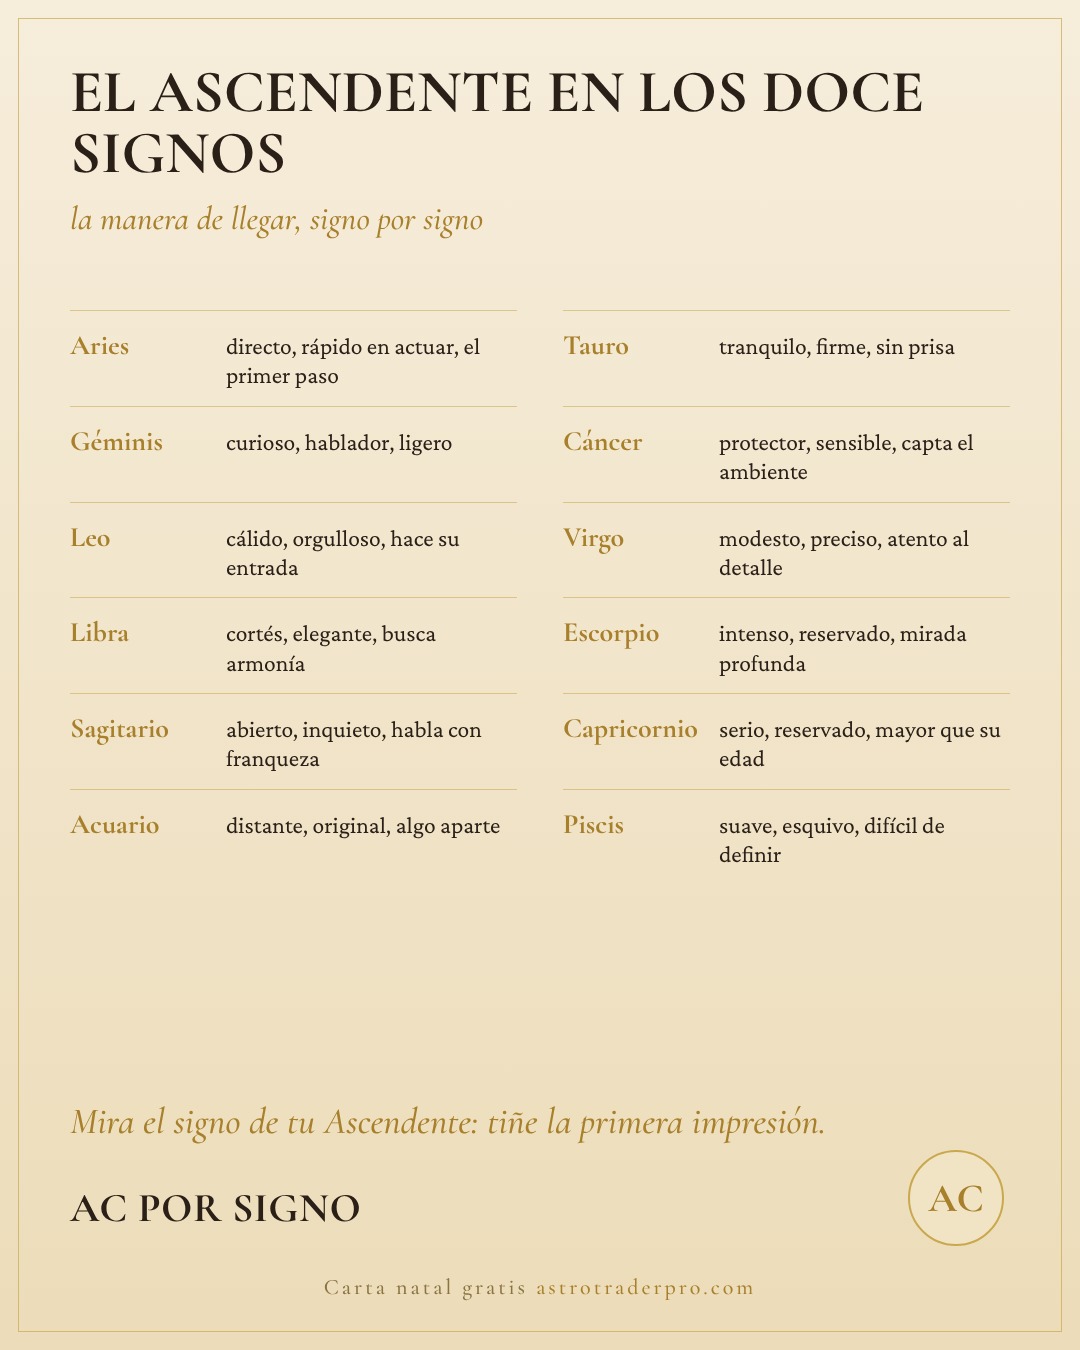 EL ASCENDENTE EN LOS DOCE
SIGNOS
la manera de llegar, signo por signo
Aries
directo, rápido en actuar, el
primer paso
Tauro
tranquilo, firme, sin prisa
Géminis
curioso, hablador, ligero
Cáncer
protector, sensible, capta el
ambiente
Leo
cálido, orgulloso, hace su
entrada
Virgo
modesto, preciso, atento al
detalle
Libra
cortés, elegante, busca
armonía
Escorpio
intenso, reservado, mirada
profunda
Sagitario
abierto, inquieto, habla con
franqueza
Capricornio
serio, reservado, mayor que su
edad
Acuario
distante, original, algo aparte
Piscis
suave, esquivo, difícil de
definir
Mira el signo de tu Ascendente: tiñe la primera impresión.
AC POR SIGNO
AC
Carta natal gratis astrotraderpro.com